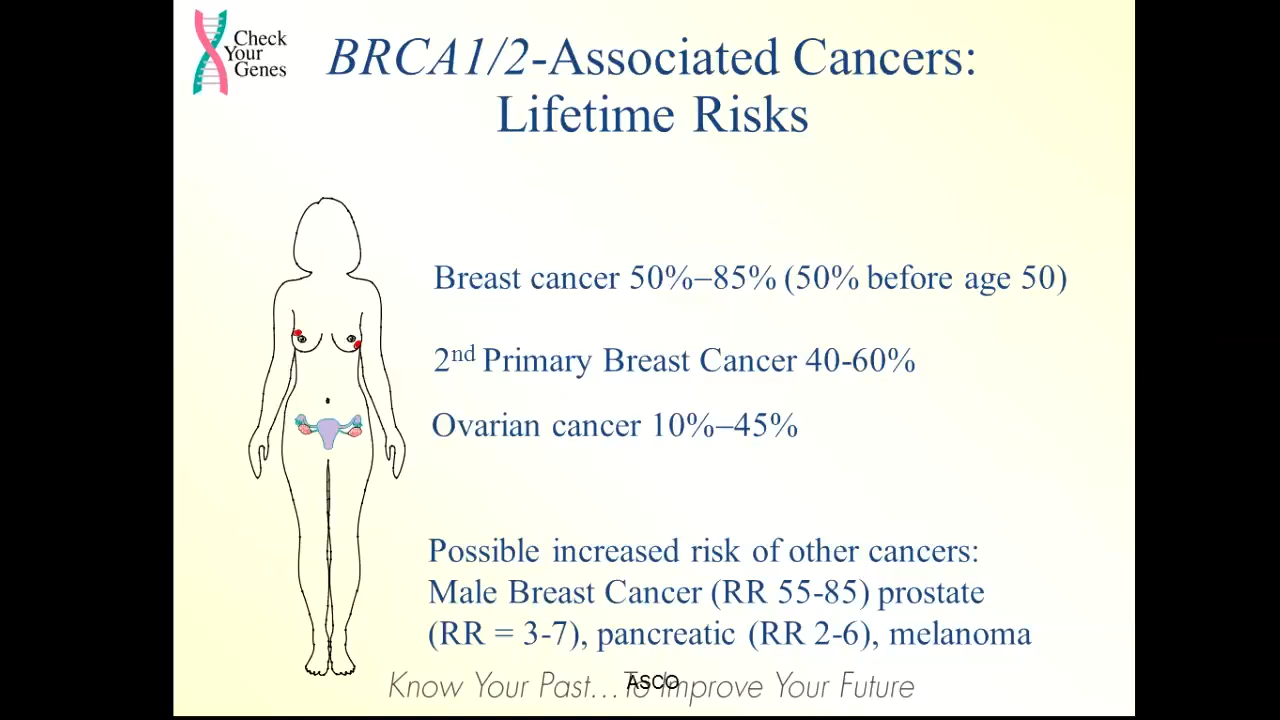 Check
Your
Genes
BRCA1/2-Associated Cancers:
Lifetime Risks
Breast cancer 50%–85% (50% before age 50)
2nd Primary Breast Cancer 40-60%
Ovarian cancer 10%–45%
Possible increased risk of other cancers:
Male Breast Cancer (RR 55-85) prostate
(RR = 3-7), pancreatic (RR 2-6), melanoma
Know Your Past…To Improve Your Future
ASCO